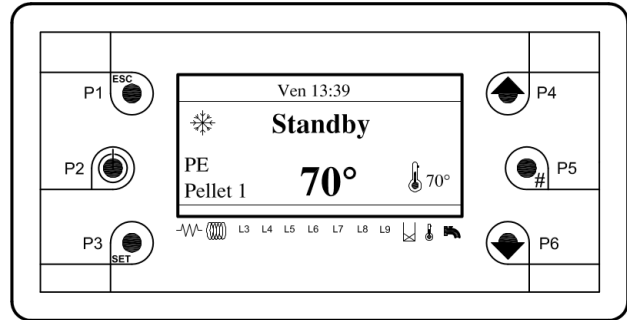 ESC
P1
P2
P3
SET
Ven 13:39
Standby
PE
Pellet 1
70°
70°
L3 L4 L5 L6 L7 L8 L9
P4
P5
#
P6